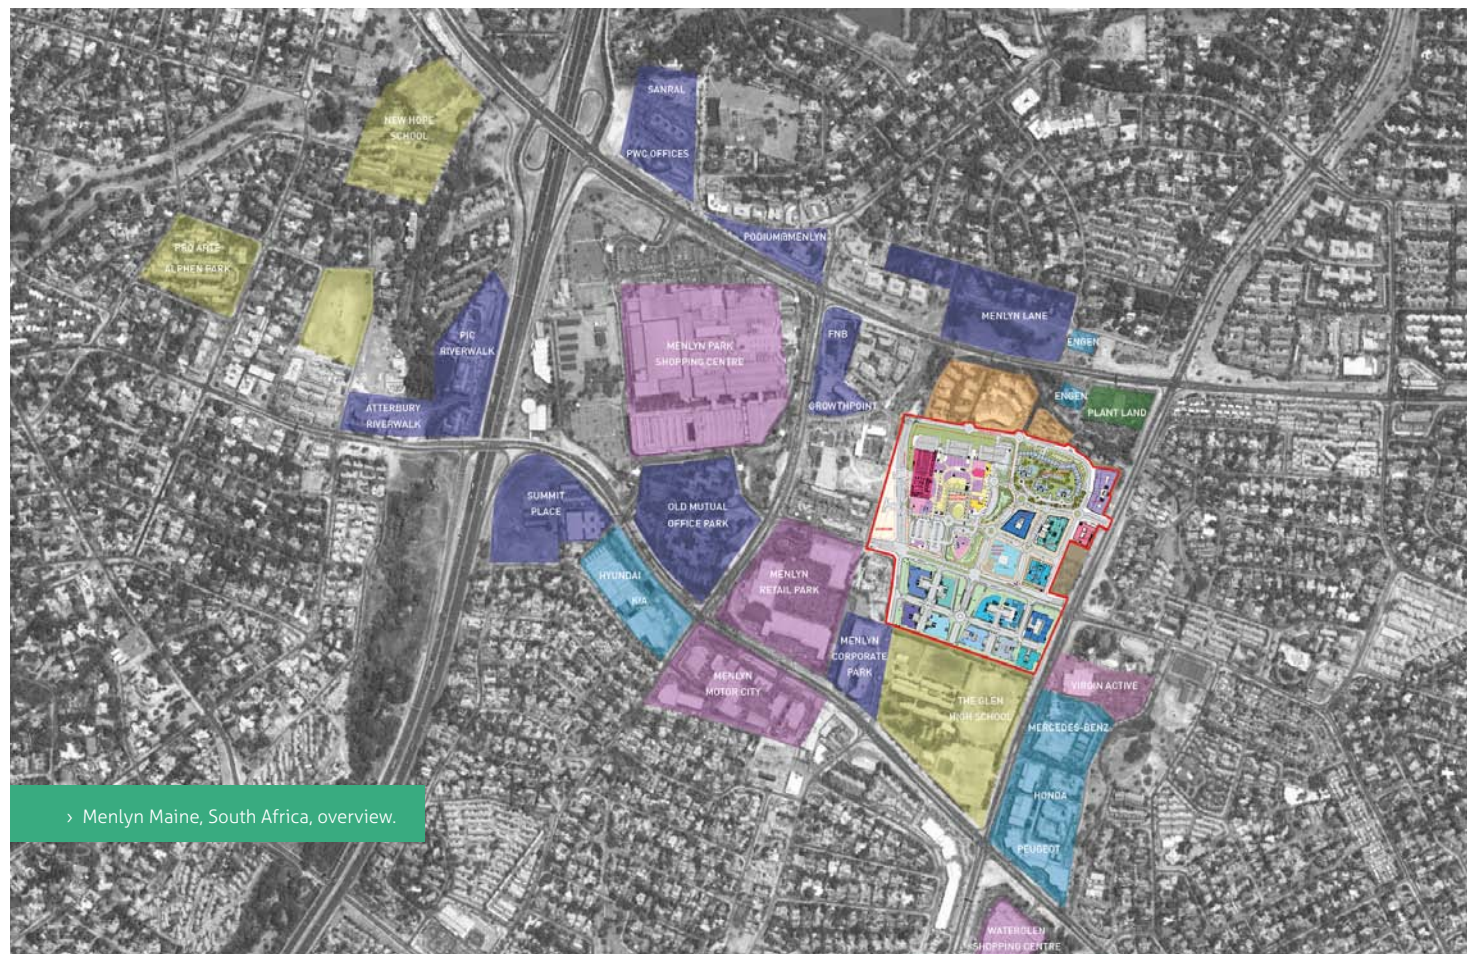 SANRAL
NEW HOPE
SCHOOL
PWC OFFICES
PODIUM@MENLYN
PRO ARTE
ALPHEN PARK
MENLYN LANE
PIC
RIVERWALK
FNB
ENGEN
MENLYN PARK
SHOPPING CENTRE
ENGEN
GROWTHPOINT
PLANT LAND
ATTERBURY
RIVERWALK
SUMMIT
PLACE
OLD MUTUAL
OFFICE PARK
HYUNDAI
KIA
MENLYN
RETAIL PARK
MENLYN
CORPORATE
PARK
MENLYN
MOTOR CITY
VIRGIN ACTIVE
THE GLEN
HIGH SCHOOL
MERCEDES-BENZ
HONDA
› Menlyn Maine, South Africa, overview.
PEUGEOT
WATERGLEN
SHOPPING CENTRE